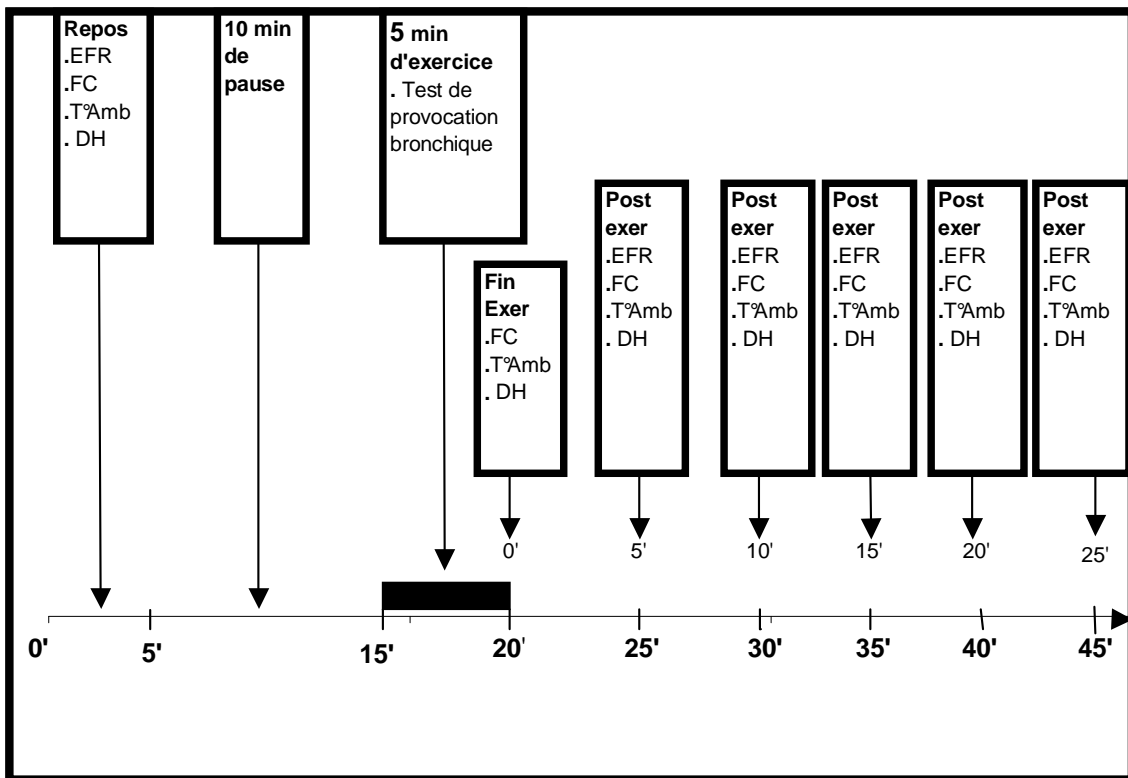 Repos
.EFR
.FC
.T°Amb
. DH
10 min
de
pause
5 min
d'exercice
. Test de
provocation
bronchique
Fin
Exer
.FC
.T°Amb
. DH
Post
exer
.EFR
.FC
.T°Amb
. DH
Post
exer
.EFR
.FC
.T°Amb
. DH
Post
exer
.EFR
.FC
.T°Amb
. DH
Post
exer
.EFR
.FC
.T°Amb
. DH
Post
exer
.EFR
.FC
.T°Amb
. DH
0' 5' 10' 15' 20' 25'
0' 5' 15' 20' 25' 30' 35' 40' 45'